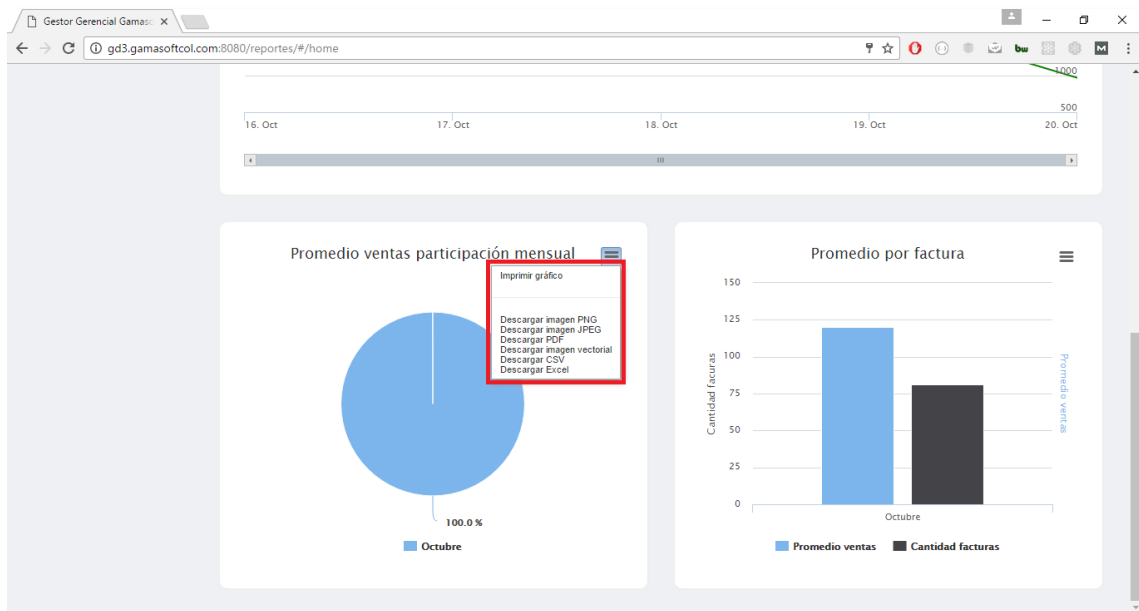 Gestor Gerencial Gamaso
gd3.gamasoftcol.com:8080/reportes/#/home
bw
M
1000
500
16. Oct
17. Oct
18. Oct
19. Oct
20. Oct
Promedio ventas participación mensual
Imprimir gráfico
Descargar imagen PNG
Descargar imagen JPEG
Descargar PDF
Descargar imagen vectorial
Descargar CSV
Descargar Excel
100.0 %
Octubre
Promedio por factura
150
125
100
75
50
25
0
Cantidad facuras
Promedio ventas
Octubre
Promedio ventas
Cantidad facturas